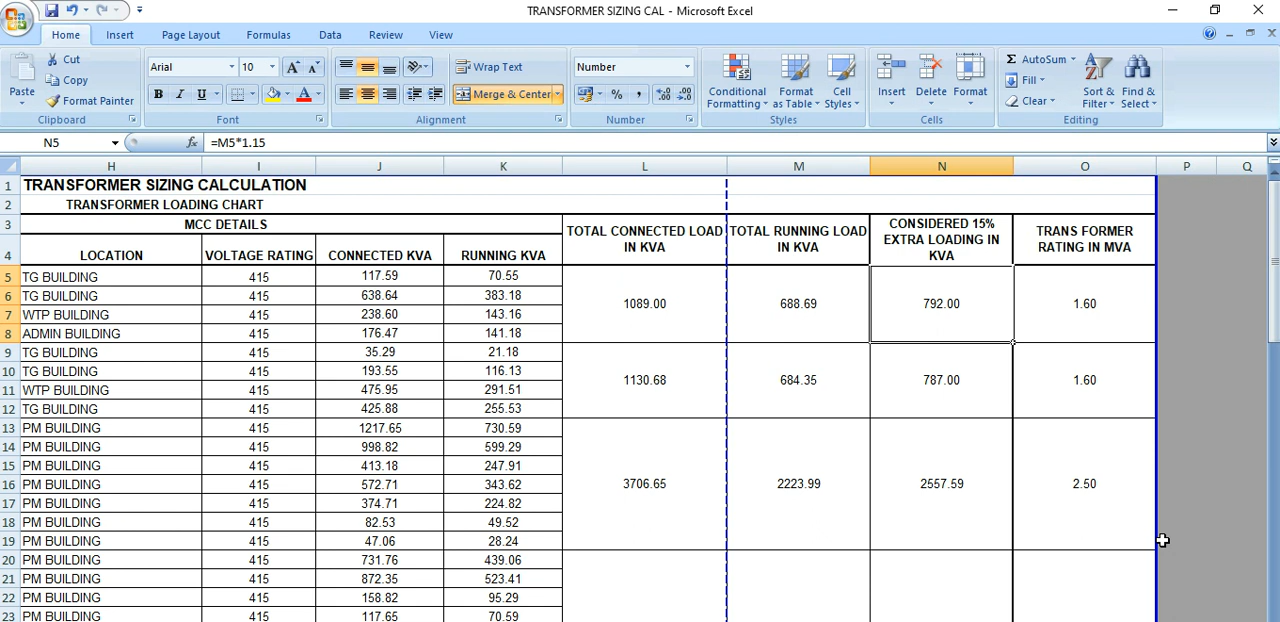 TRANSFORMER SIZING CAL - Microsoft Excel
Home Insert Page Layout Formulas Data Review View
Paste Cut Copy Format Painter Clipboard
Arial 10 B I U Font
Wrap Text Merge & Center Alignment
Number % , Number
Conditional Formatting Format as Table Cell Styles Styles
Insert Delete Format Cells
Σ AutoSum Fill Clear Sort & Filter Find & Select Editing
N5 fx =M5*1.15
H I J K L M N O P Q
1 TRANSFORMER SIZING CALCULATION
2 TRANSFORMER LOADING CHART
3 MCC DETAILS
4 LOCATION VOLTAGE RATING CONNECTED KVA RUNNING KVA
TOTAL CONNECTED LOAD IN KVA
TOTAL RUNNING LOAD IN KVA
CONSIDERED 15% EXTRA LOADING IN KVA
TRANS FORMER RATING IN MVA
5 TG BUILDING 415 117.59 70.55
6 TG BUILDING 415 638.64 383.18
1089.00 688.69 792.00 1.60
7 WTP BUILDING 415 238.60 143.16
8 ADMIN BUILDING 415 176.47 141.18
9 TG BUILDING 415 35.29 21.18
10 TG BUILDING 415 193.55 116.13
1130.68 684.35 787.00 1.60
11 WTP BUILDING 415 475.95 291.51
12 TG BUILDING 415 425.88 255.53
13 PM BUILDING 415 1217.65 730.59
14 PM BUILDING 415 998.82 599.29
15 PM BUILDING 415 413.18 247.91
16 PM BUILDING 415 572.71 343.62 3706.65 2223.99 2557.59 2.50
17 PM BUILDING 415 374.71 224.82
18 PM BUILDING 415 82.53 49.52
19 PM BUILDING 415 47.06 28.24
20 PM BUILDING 415 731.76 439.06
21 PM BUILDING 415 872.35 523.41
22 PM BUILDING 415 158.82 95.29
23 PM BUILDING 415 117.65 70.59